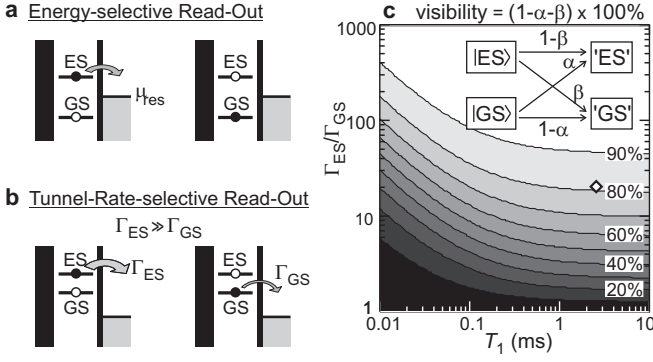 a Energy-selective Read-Out
ES
GS
μres
ES
GS
b Tunnel-Rate-selective Read-Out
ΓES≫ΓGS
ES
GS
ΓES
ES
GS
ΓGS
c visibility = (1-α-β) x 100%
|ES⟩
1-β
α
'ES'
|GS⟩
β
1-α
'GS'
ΓES/ΓGS
1000
100
10
1
90%
80%
60%
40%
20%
0.01
0.1
1
10
T1 (ms)